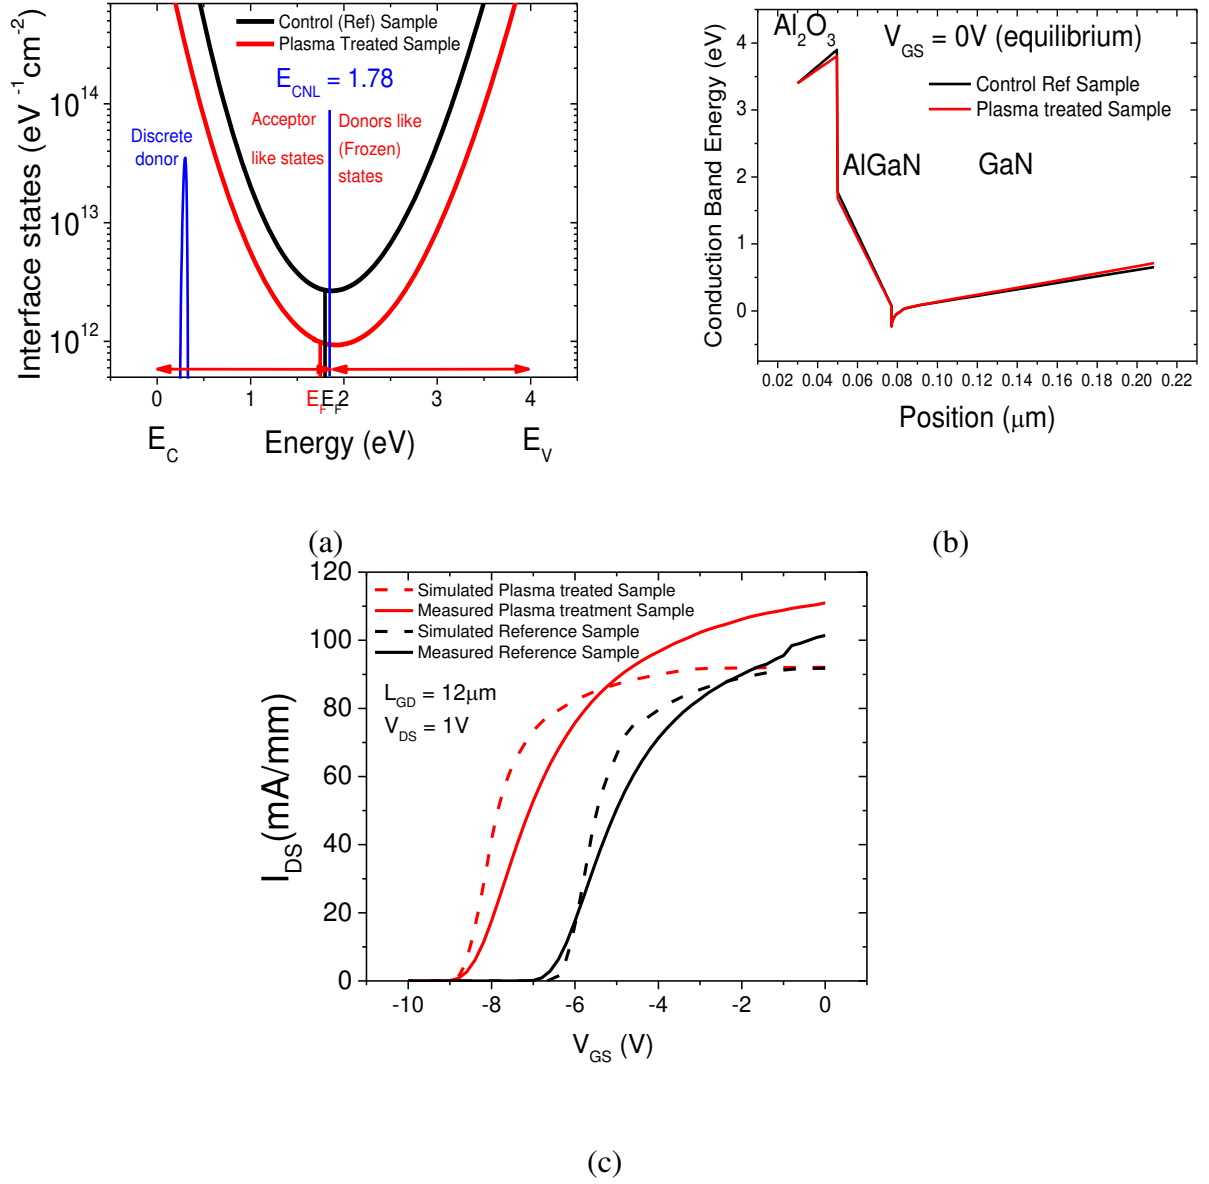 Control (Ref) Sample
Plasma Treated Sample
E_CNL = 1.78
Acceptor
like states
Donors like
(Frozen)
states
Discrete
donor
10^14
10^13
10^12
Interface states (eV^-1cm^-2)
0 1 E_F E_F 2 3 4
E_C Energy (eV) E_V
(a)
Al2O3
V_GS = 0V (equilibrium)
Control Ref Sample
Plasma treated Sample
AlGaN GaN
4
3
2
1
0
Conduction Band Energy (eV)
0.02 0.04 0.06 0.08 0.10 0.12 0.14 0.16 0.18 0.20 0.22
Position (μm)
(b)
Simulated Plasma treated Sample
Measured Plasma treatment Sample
Simulated Reference Sample
Measured Reference Sample
L_GD = 12μm
V_DS = 1V
120
100
80
60
40
20
0
I_DS(mA/mm)
-10 -8 -6 -4 -2 0
V_GS (V)
(c)